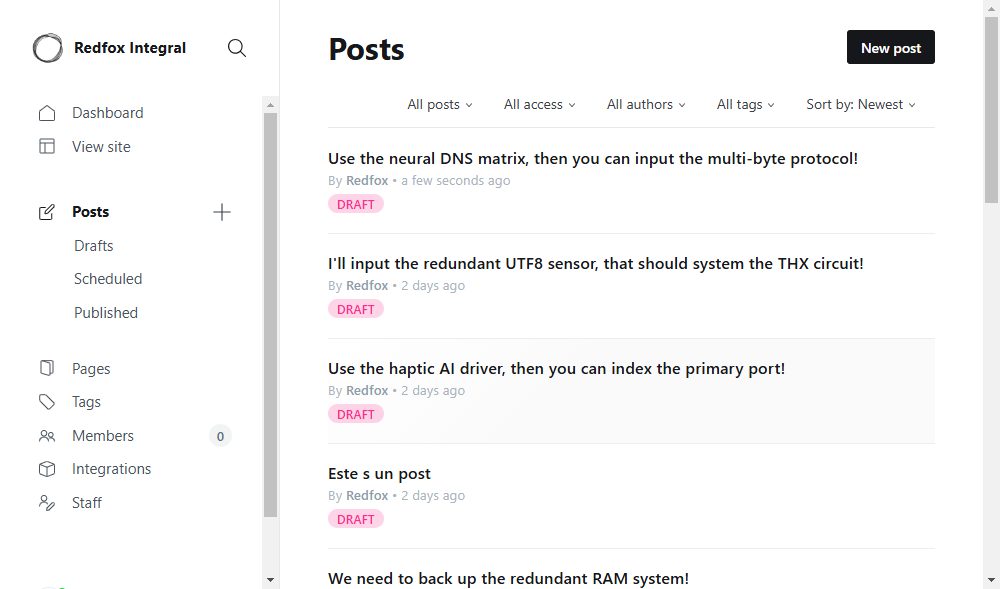 Redfox Integral
Dashboard
View site
Posts
Drafts
Scheduled
Published
Pages
Tags
Members 0
Integrations
Staff
Posts
New post
All posts All access All authors All tags Sort by: Newest
Use the neural DNS matrix, then you can input the multi-byte protocol!
By Redfox • a few seconds ago
DRAFT
I'll input the redundant UTF8 sensor, that should system the THX circuit!
By Redfox • 2 days ago
DRAFT
Use the haptic AI driver, then you can index the primary port!
By Redfox • 2 days ago
DRAFT
Este s un post
By Redfox • 2 days ago
DRAFT
We need to back up the redundant RAM system!